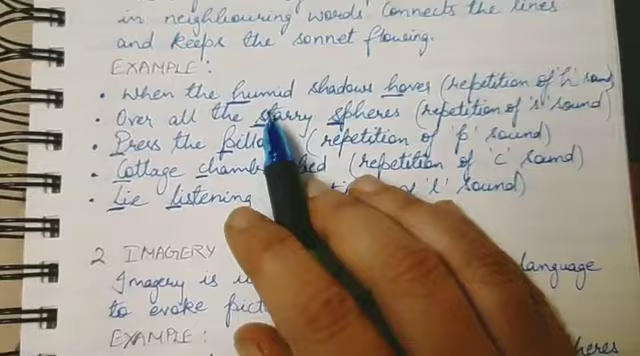 in neighbouring words connects the lines
and keeps the sonnet flowing.
EXAMPLE:
• When the humid shadows hover (repetition of 'h' sound
• Over all the starry spheres (repetition of 's' sound)
• Press the (repetition of 'p' sound)
• Cottage (repetition of 'c' sound)
• Lie listening 'l' sound)
2 IMAGERY
Imagery is language
to evoke
EXAMPLE: